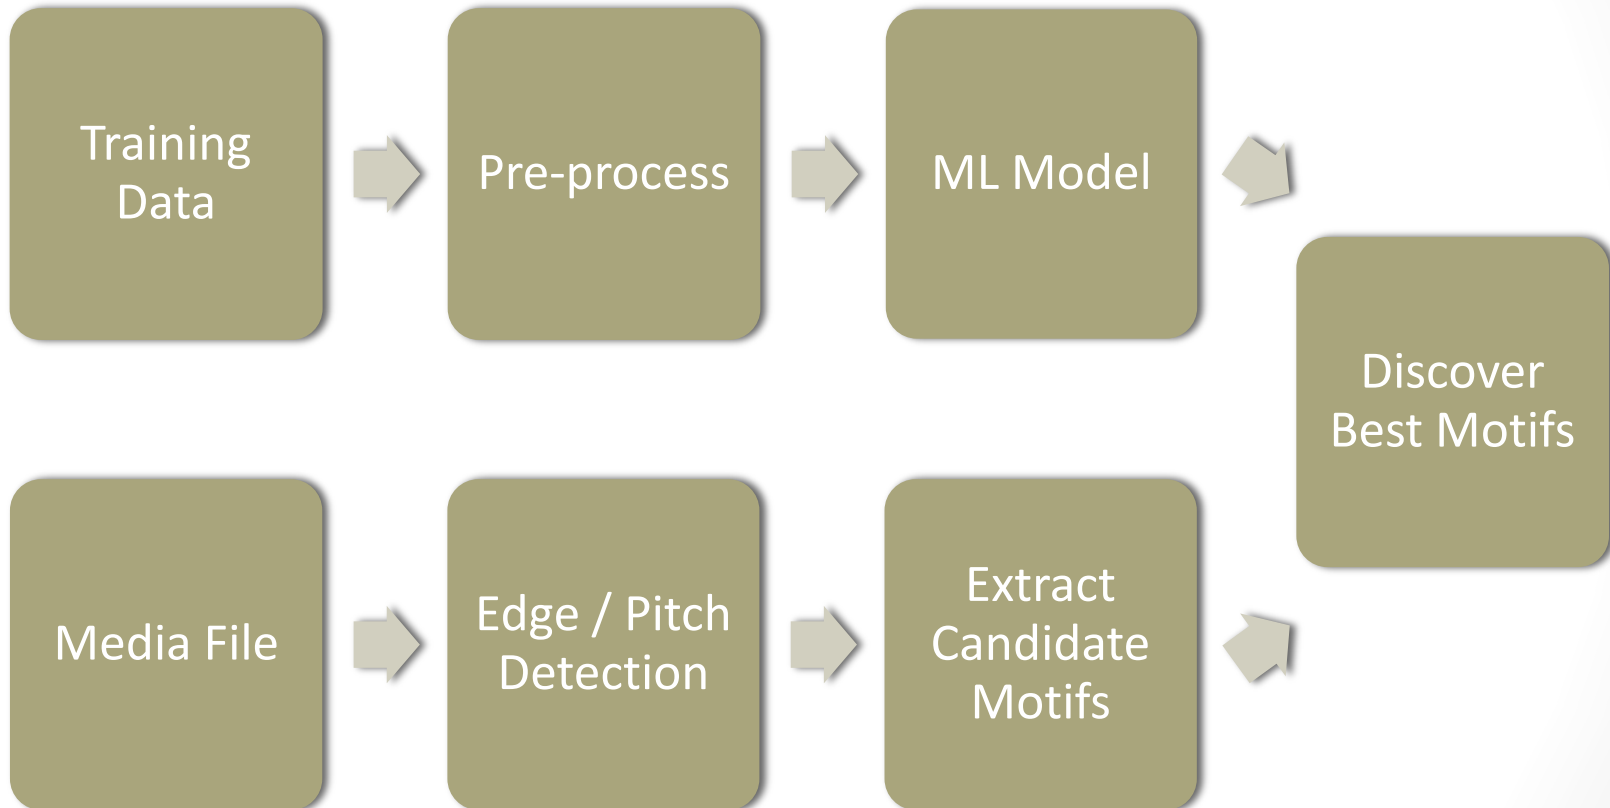 Training
Data
Pre-process
ML Model
Discover
Best Motifs
Media File
Edge / Pitch
Detection
Extract
Candidate
Motifs